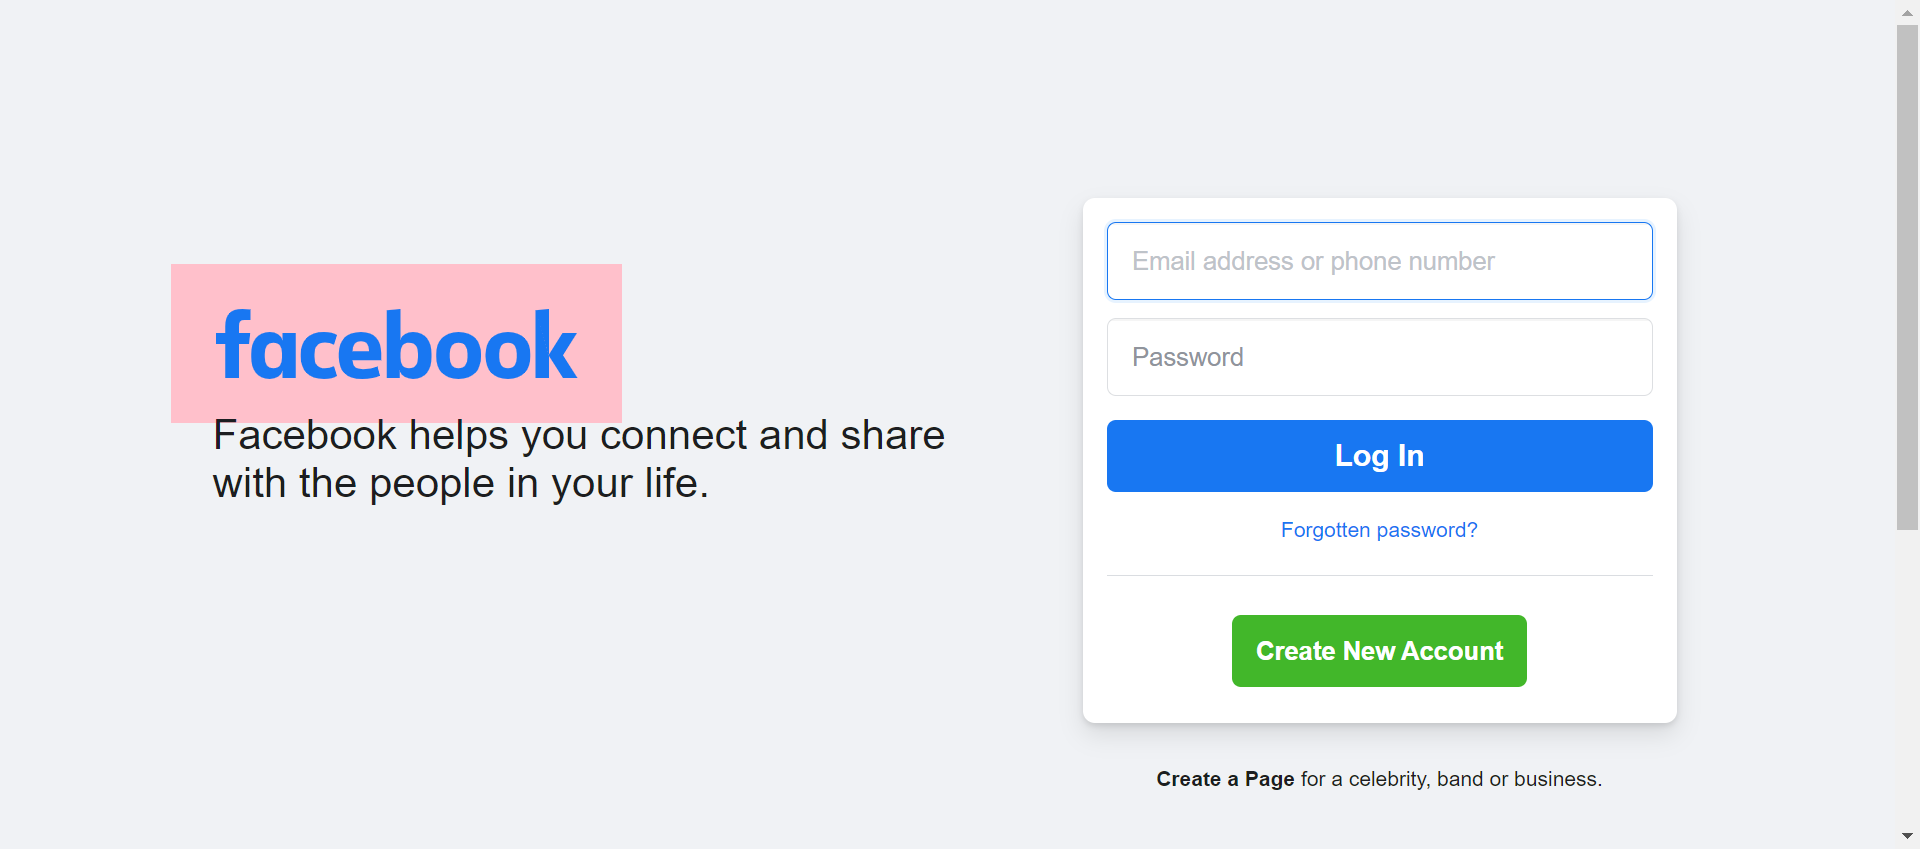 facebook
Facebook helps you connect and share
with the people in your life.
Email address or phone number
Password
Log In
Forgotten password?
Create New Account
Create a Page for a celebrity, band or business.